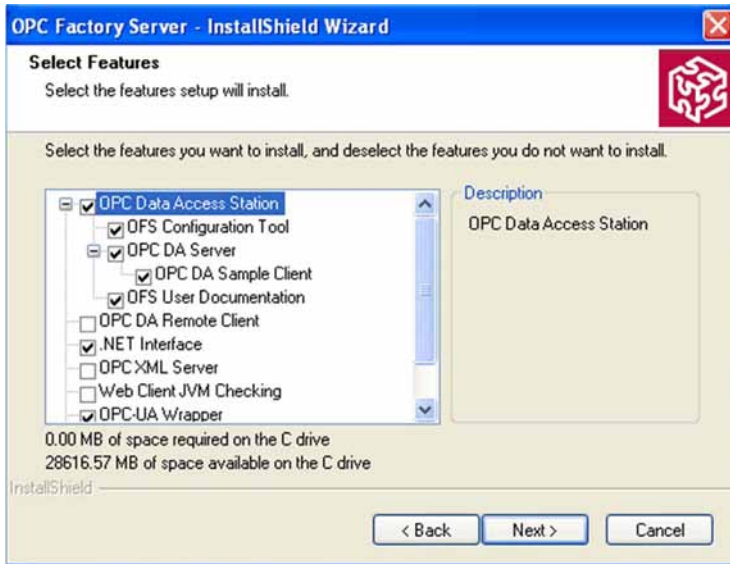 OPC Factory Server - InstallShield Wizard
Select Features
Select the features setup will install.
Select the features you want to install, and deselect the features you do not want to install.
OPC Data Access Station
OFS Configuration Tool
OPC DA Server
OPC DA Sample Client
OFS User Documentation
OPC DA Remote Client
.NET Interface
OPC XML Server
Web Client JVM Checking
OPC-UA Wrapper
Description
OPC Data Access Station
0.00 MB of space required on the C drive
28616.57 MB of space available on the C drive
InstallShield
< Back
Next >
Cancel